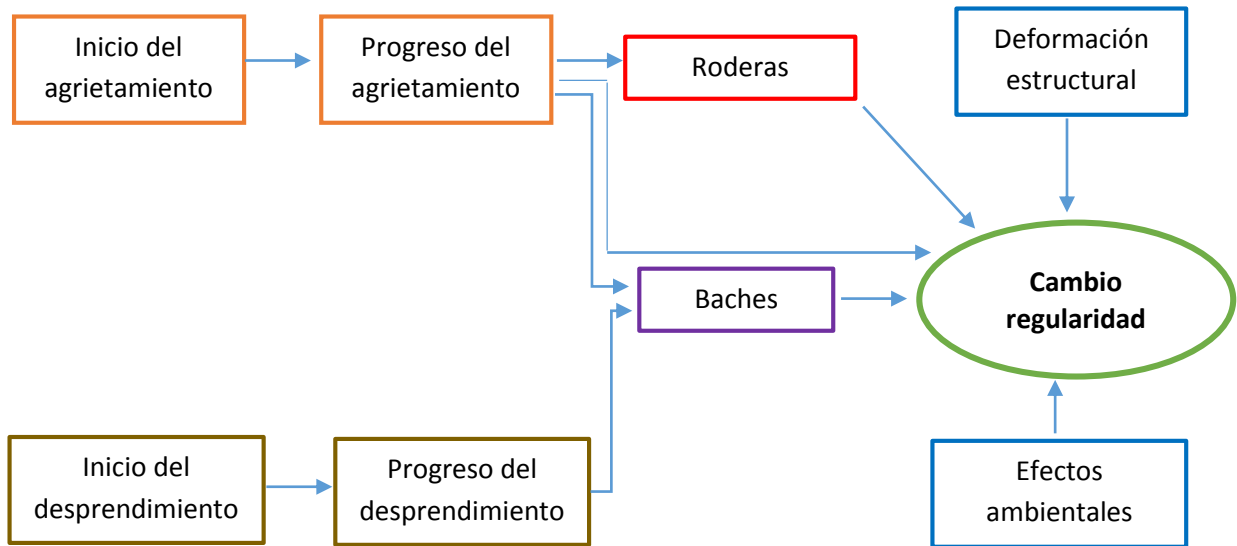 Inicio del
agrietamiento
Progreso del
agrietamiento
Roderas
Deformación
estructural
Baches
Cambio
regularidad
Inicio del
desprendimiento
Progreso del
desprendimiento
Efectos
ambientales